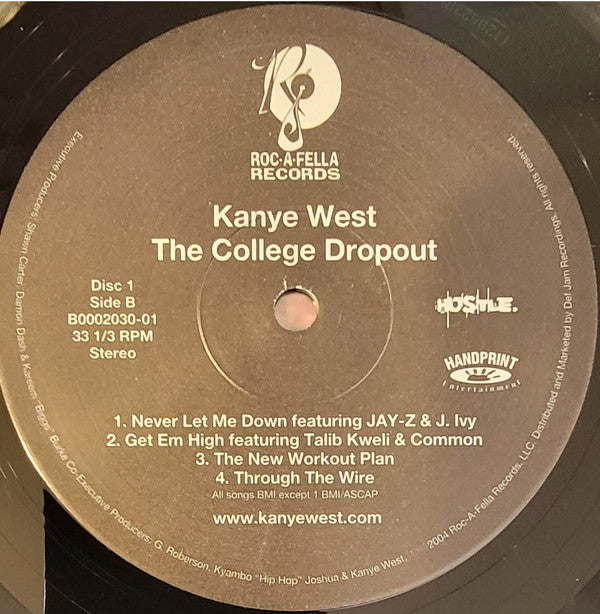 ROC-A-FELLA
RECORDS
Kanye West
The College Dropout
Disc 1
Side B
B0002030-01
33 1/3 RPM
Stereo
HUSTLE.
HANDPRINT
Entertainment
1. Never Let Me Down featuring JAY-Z & J. Ivy
2. Get Em High featuring Talib Kweli & Common
3. The New Workout Plan
4. Through The Wire
All songs BMI except 1 BMI/ASCAP
www.kanyewest.com
Executive Producers: Shawn Carter, Damon Dash & Kareem "Biggs" Burke Co-Executive Producers: G. Roberson, Kyambo "Hip Hop" Joshua & Kanye West.
2004 Roc-A-Fella Records, LLC. Distributed and Marketed by Def Jam Recordings. All rights reserved.